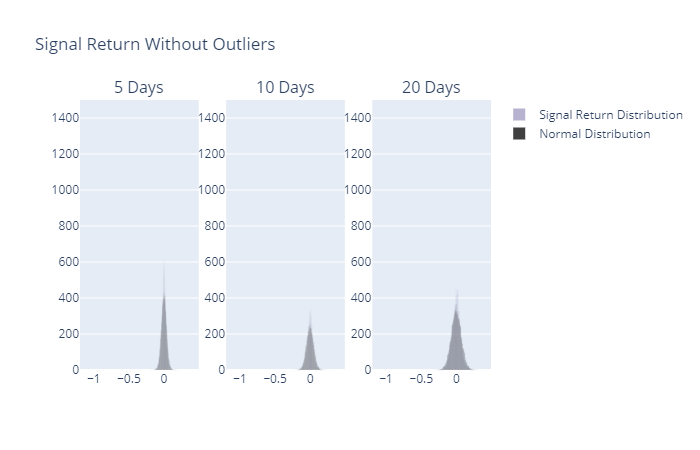 Signal Return Without Outliers
5 Days 10 Days 20 Days
Signal Return Distribution
Normal Distribution
1400 1400 1400
1200 1200 1200
1000 1000 1000
800 800 800
600 600 600
400 400 400
200 200 200
0 0 0
−1 −0.5 0 −1 −0.5 0 −1 −0.5 0